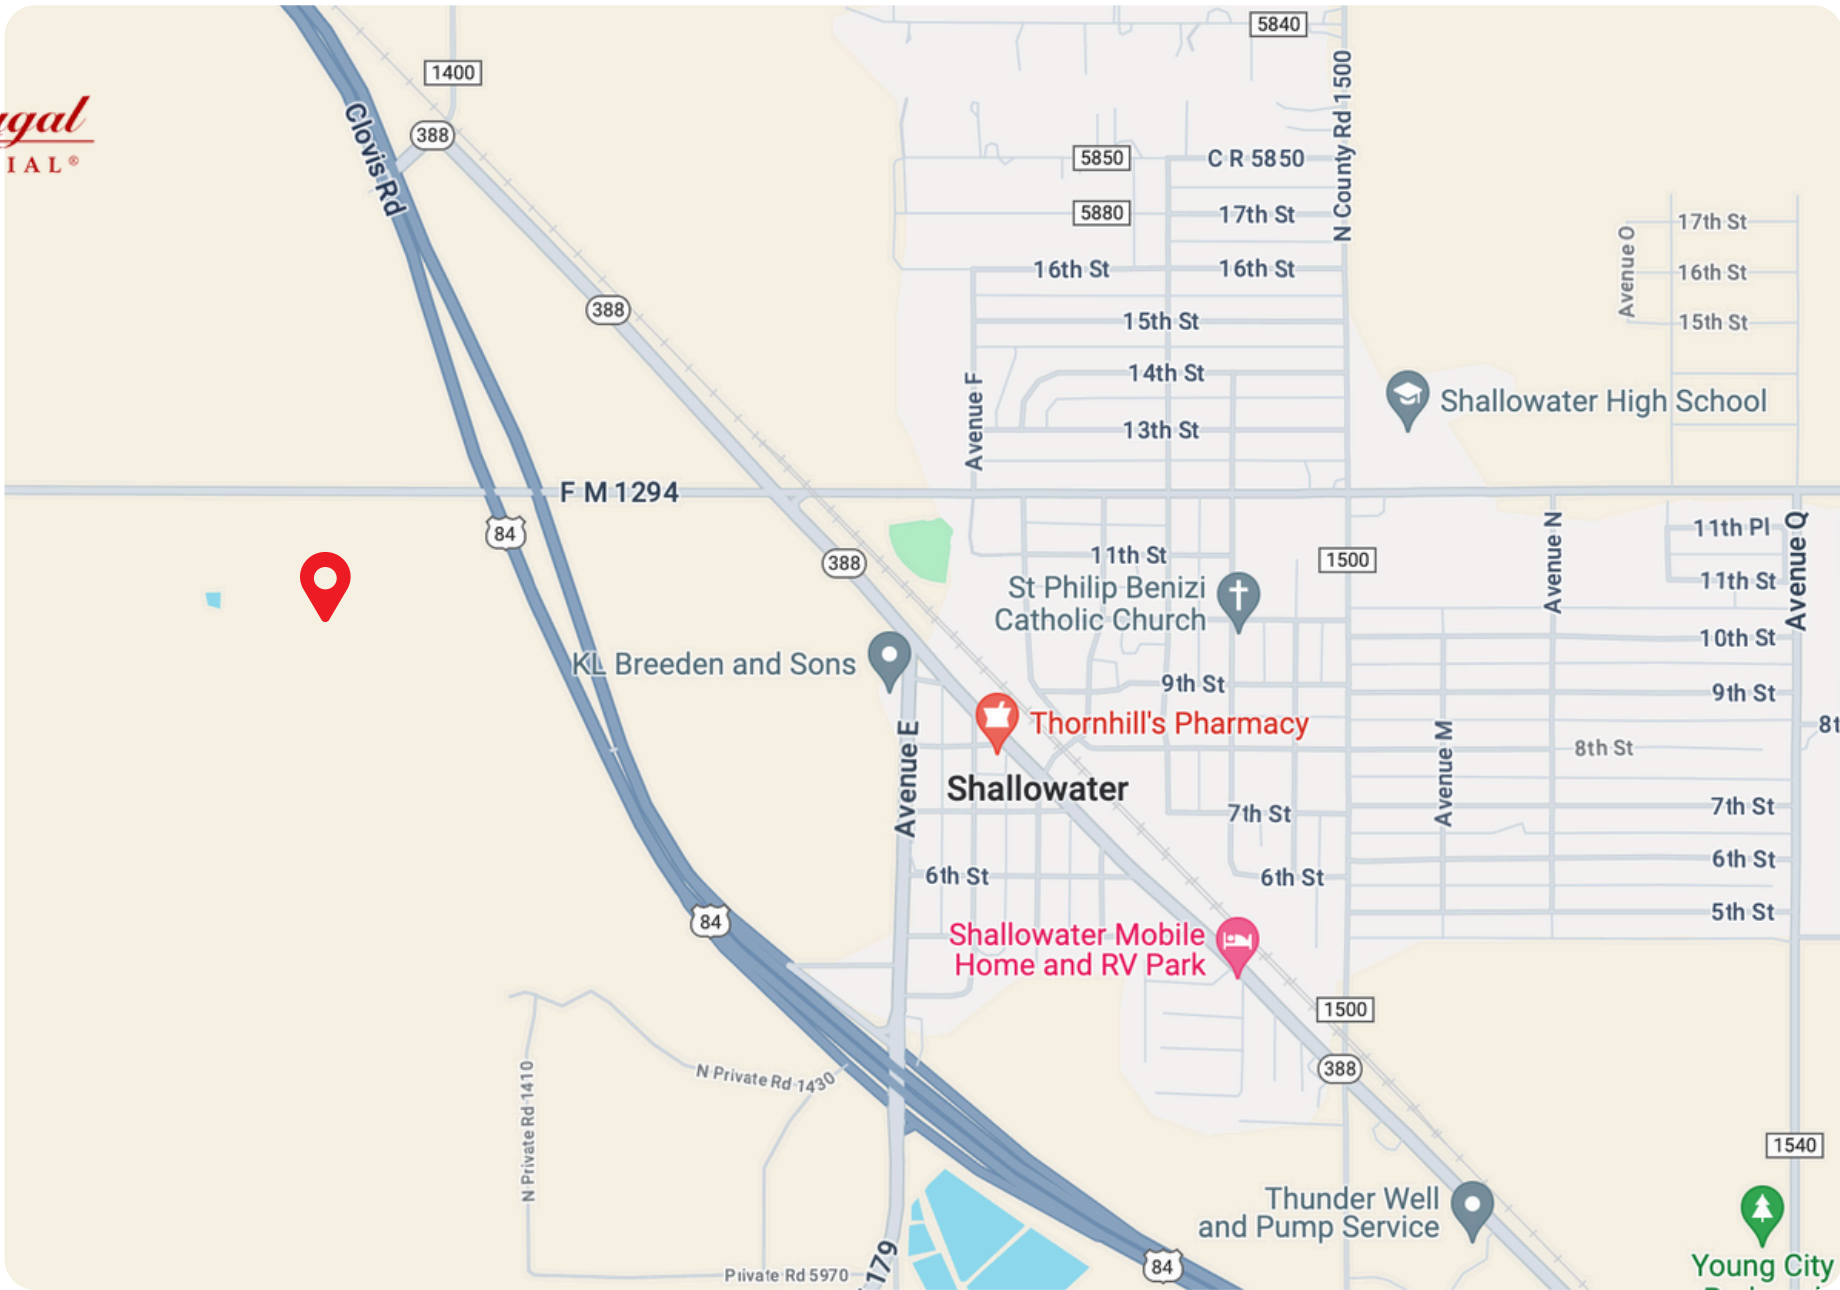 5840
1400
N County Rd 1500
Clovis Rd
388
IAL®
5850
C R 5850
5880
17th St
17th St
Avenue O
16th St
16th St
16th St
388
15th St
15th St
14th St
Avenue F
Shallowater High School
13th St
F M 1294
84
11th Pl
Avenue N
Avenue Q
388
11th St
1500
11th St
St Philip Benizi
Catholic Church
10th St
KL Breeden and Sons
9th St
9th St
Thornhill's Pharmacy
8th St
Avenue E
Avenue M
Shallowater
7th St
7th St
6th St
6th St
6th St
84
5th St
Shallowater Mobile
Home and RV Park
1500
388
N Private Rd 1430
N Private Rd 1410
1540
Thunder Well
and Pump Service
179
84
Private Rd 5970
Young City